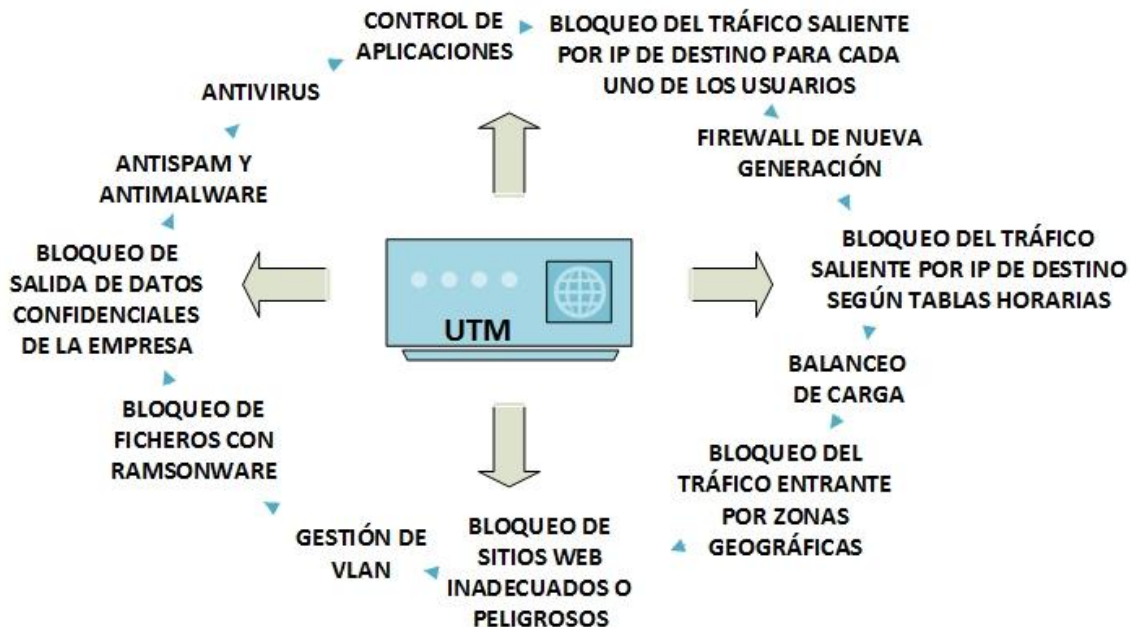 CONTROL DE
APLICACIONES
BLOQUEO DEL TRÁFICO SALIENTE
POR IP DE DESTINO PARA CADA
UNO DE LOS USUARIOS
FIREWALL DE NUEVA
GENERACIÓN
BLOQUEO DEL TRÁFICO
SALIENTE POR IP DE DESTINO
SEGÚN TABLAS HORARIAS
BALANCEO
DE CARGA
BLOQUEO DEL
TRÁFICO ENTRANTE
POR ZONAS
GEOGRÁFICAS
BLOQUEO DE
SITIOS WEB
INADECUADOS O
PELIGROSOS
GESTIÓN DE
VLAN
BLOQUEO DE
FICHEROS CON
RAMSONWARE
BLOQUEO DE
SALIDA DE DATOS
CONFIDENCIALES
DE LA EMPRESA
ANTISPAM Y
ANTIMALWARE
ANTIVIRUS
UTM